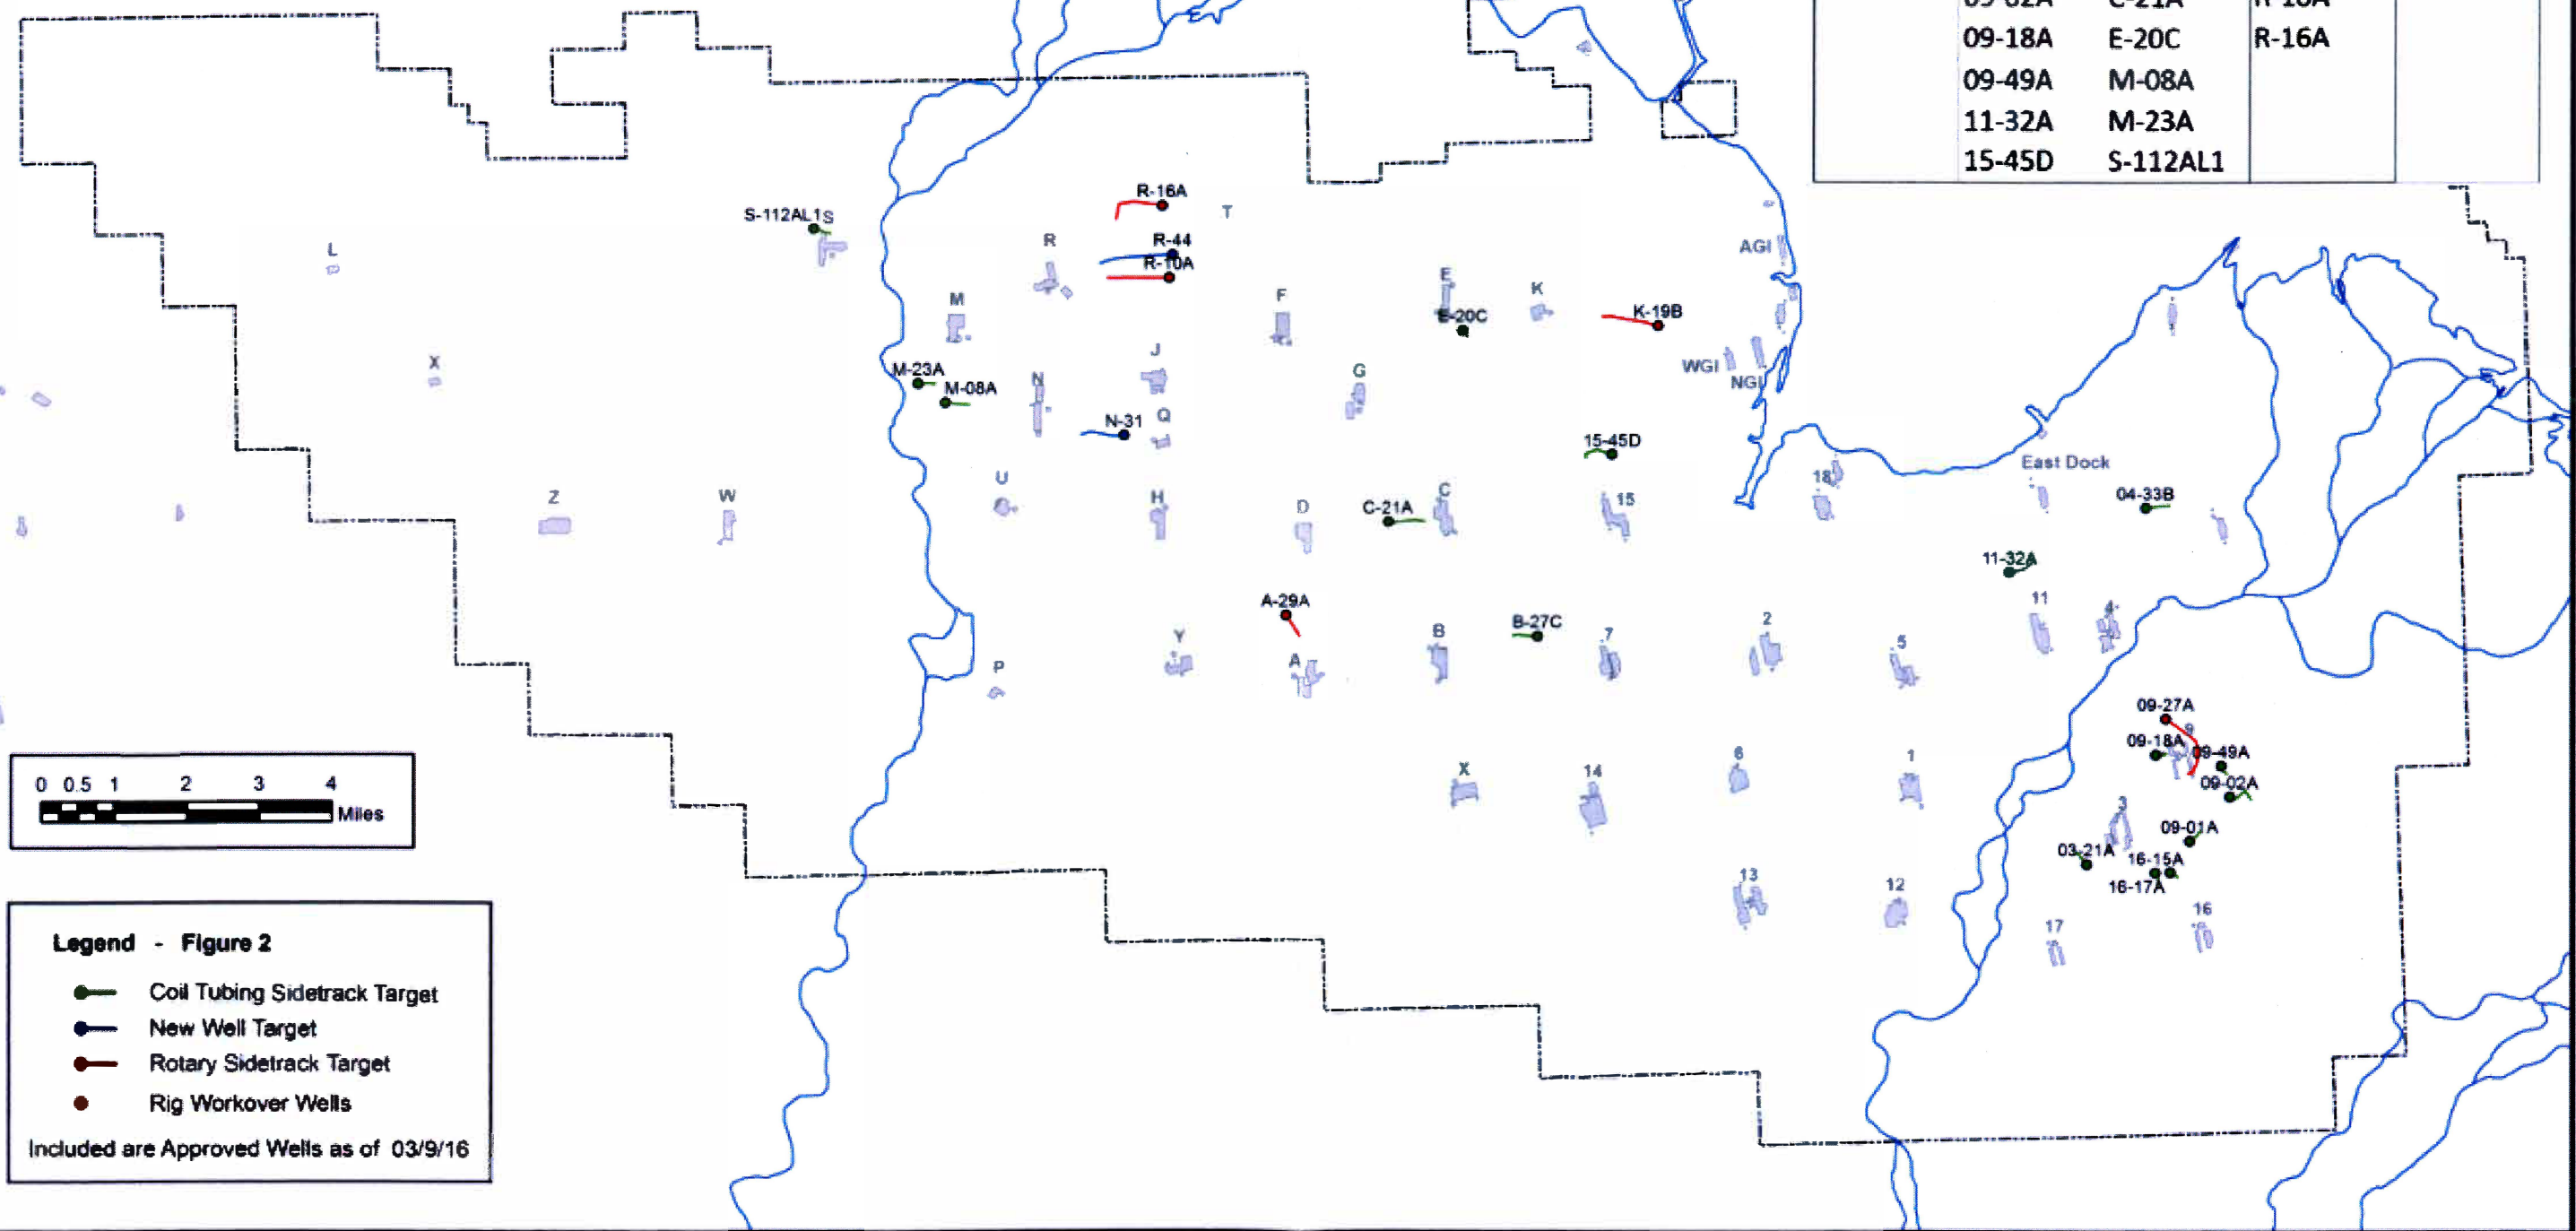 09-02A C-21A R-10A
09-18A E-20C R-16A
09-49A M-08A
11-32A M-23A
15-45D S-112AL1
R-16A
S-112AL1 S
T
R
R-44
AGI
L
R-10A
E
K
M
F
K-19B
E-20C
J
X
M-23A
G
WGI
NGI
N
M-08A
Q
N-31
15-45D
East Dock
U
18
Z
W
H
C
04-33B
D
C-21A
15
11-32A
A-29A
11
4
B-27C
2
Y
B
7
5
P
A
09-27A
9
09-18A
09-49A
X
14
6
1
09-02A
0 0.5 1 2 3 4
Miles
3
09-01A
03-21A
16-15A
16-17A
13
12
16
17
Legend - Figure 2
Coil Tubing Sidetrack Target
New Well Target
Rotary Sidetrack Target
Rig Workover Wells
Included are Approved Wells as of 03/9/16